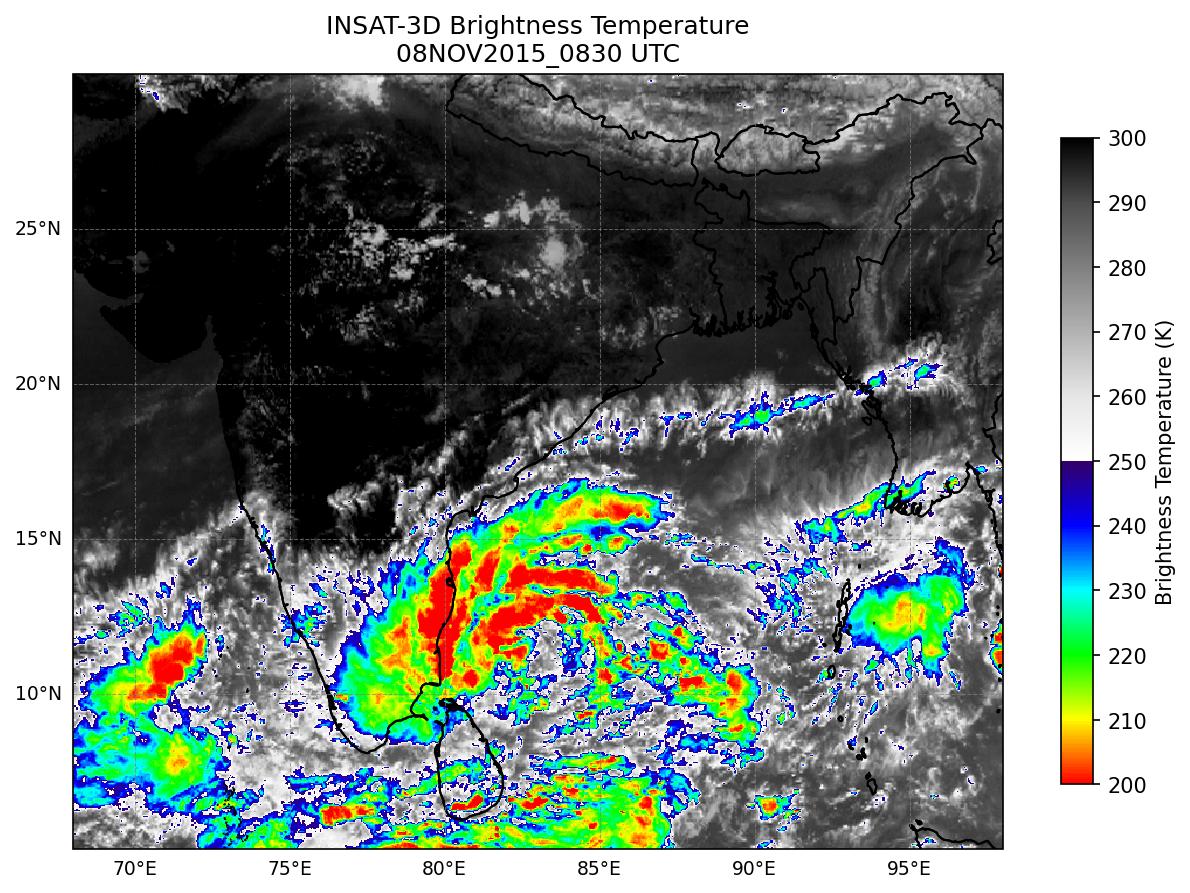 INSAT-3D Brightness Temperature
08NOV2015_0830 UTC
25°N
20°N
15°N
10°N
70°E
75°E
80°E
85°E
90°E
95°E
300
290
280
270
260
250
240
230
220
210
200
Brightness Temperature (K)